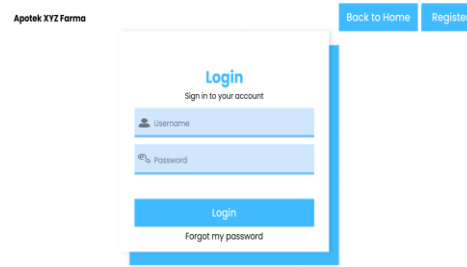 Apotek XYZ Farma
Back to Home
Register
Login
Sign in to your account
Username
Password
Login
Forgot my password